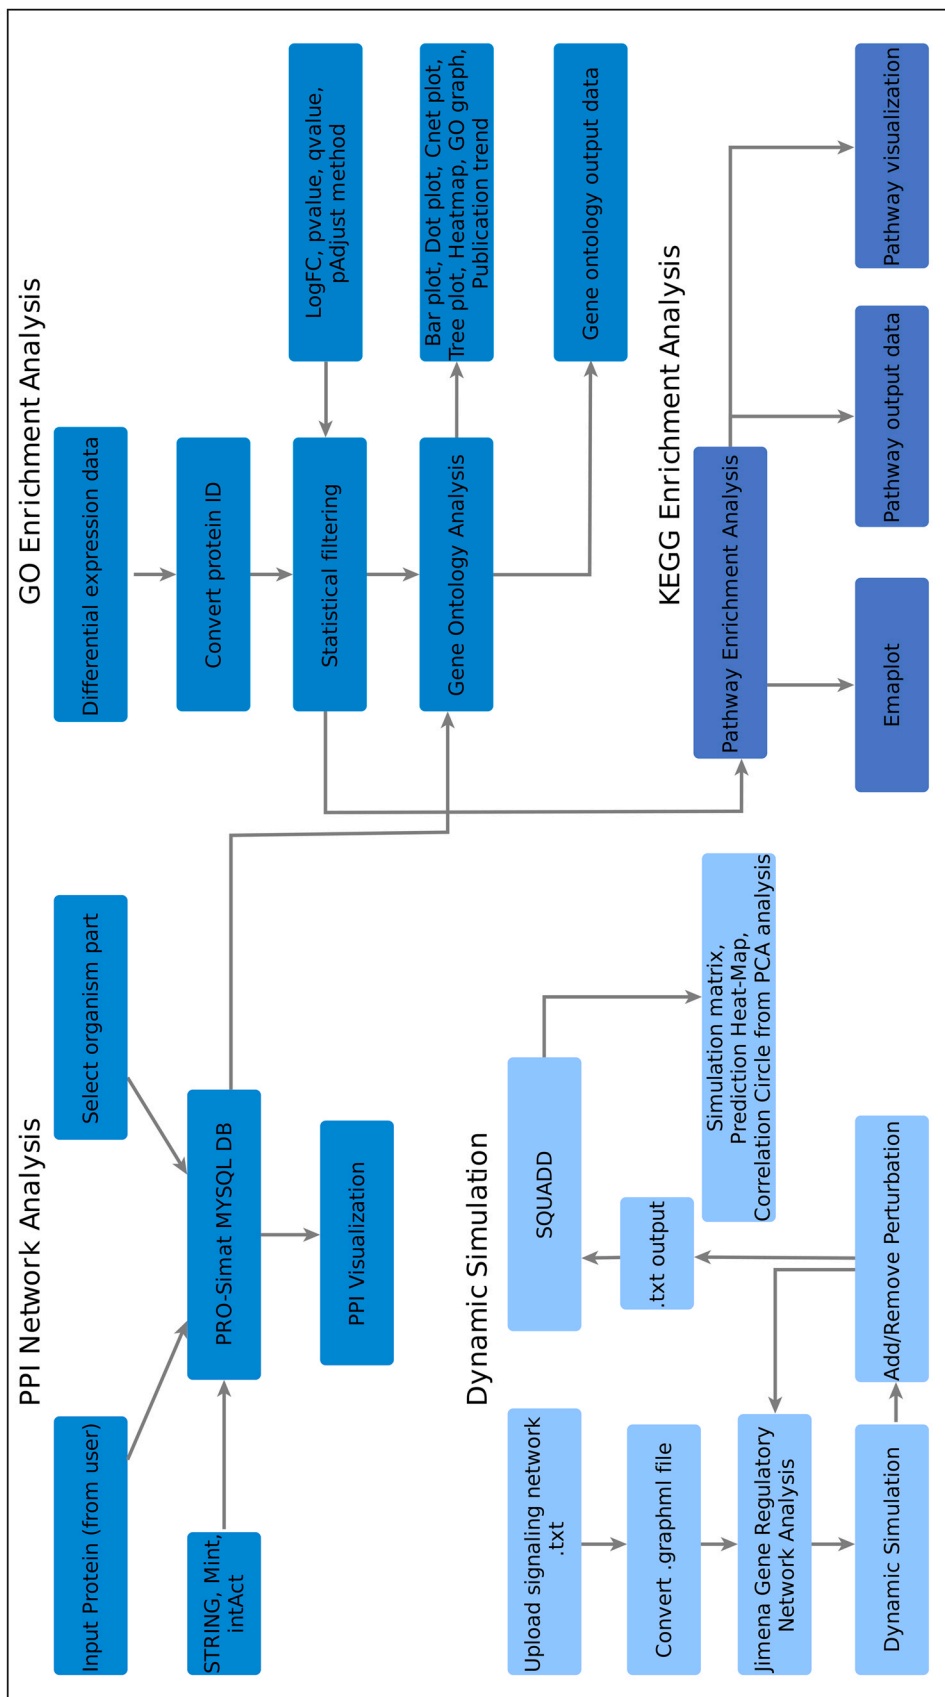 PPI Network Analysis
Input Protein (from user)
Select organism part
STRING, Mint,
intAct
PRO-Simat MYSQL DB
PPI Visualization
GO Enrichment Analysis
Differential expression data
Convert protein ID
Statistical filtering
LogFC, pvalue, qvalue,
pAdjust method
Gene Ontology Analysis
Bar plot, Dot plot, Cnet plot,
Tree plot, Heatmap, GO graph,
Publication trend
Gene ontology output data
Dynamic Simulation
Upload signaling network
.txt
Convert .graphml file
Jimena Gene Regulatory
Network Analysis
Dynamic Simulation
Add/Remove Perturbation
.txt output
SQUADD
Simulation matrix,
Prediction Heat-Map,
Correlation Circle from PCA analysis
KEGG Enrichment Analysis
Pathway Enrichment Analysis
Emaplot
Pathway output data
Pathway visualization